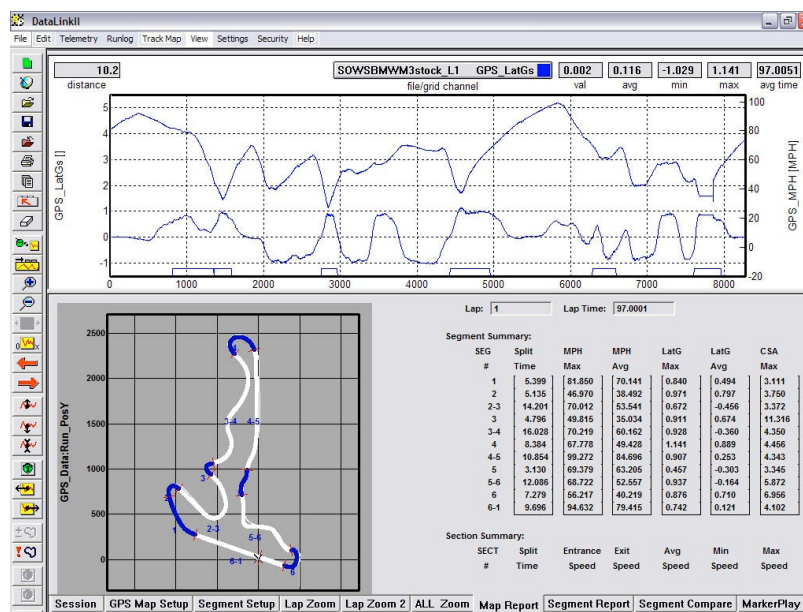 DataLinkII
File Edit Telemetry Runlog Track Map View Settings Security Help
10.2 SOWSBMWM3stock_L1 GPS_LatGs 0.002 0.116 -1.029 1.141 97.0051
distance file/grid channel val avg min max avg time
GPS_LatGs []
5
4
3
2
1
0
-1
100
80
60
40
20
0
-20
GPS_MPH [MPH]
0 1000 2000 3000 4000 5000 6000 7000 8000
Lap: 1 Lap Time: 97.0001
Segment Summary:
SEG Split MPH MPH LatG LatG CSA
# Time Max Avg Max Avg Max
1 5.399 81.850 70.141 0.840 0.494 3.111
2 5.135 46.970 38.492 0.971 0.797 3.750
2-3 14.201 70.012 53.541 0.672 -0.456 3.372
3 4.796 49.815 35.034 0.911 0.674 11.316
3-4 16.028 70.219 60.162 0.928 -0.360 4.350
4 8.384 67.778 49.428 1.141 0.889 4.456
4-5 10.854 99.272 84.696 0.907 0.253 4.343
5 3.130 69.379 63.205 0.457 -0.303 3.345
5-6 12.086 68.722 52.557 0.937 -0.164 5.872
6 7.279 56.217 40.219 0.876 0.710 6.956
6-1 9.696 94.632 79.415 0.742 0.121 4.102
Section Summary:
SECT Split Entrance Exit Avg Min Max
# Time Speed Speed Speed Speed Speed
GPS_Data:Run_PosY
2500
2000
1500
1000
500
0
3-4 4-5
3
2-3
1
5-6
6-1
6
Session GPS Map Setup Segment Setup Lap Zoom Lap Zoom 2 ALL Zoom Map Report Segment Report Segment Compare MarkerPlay